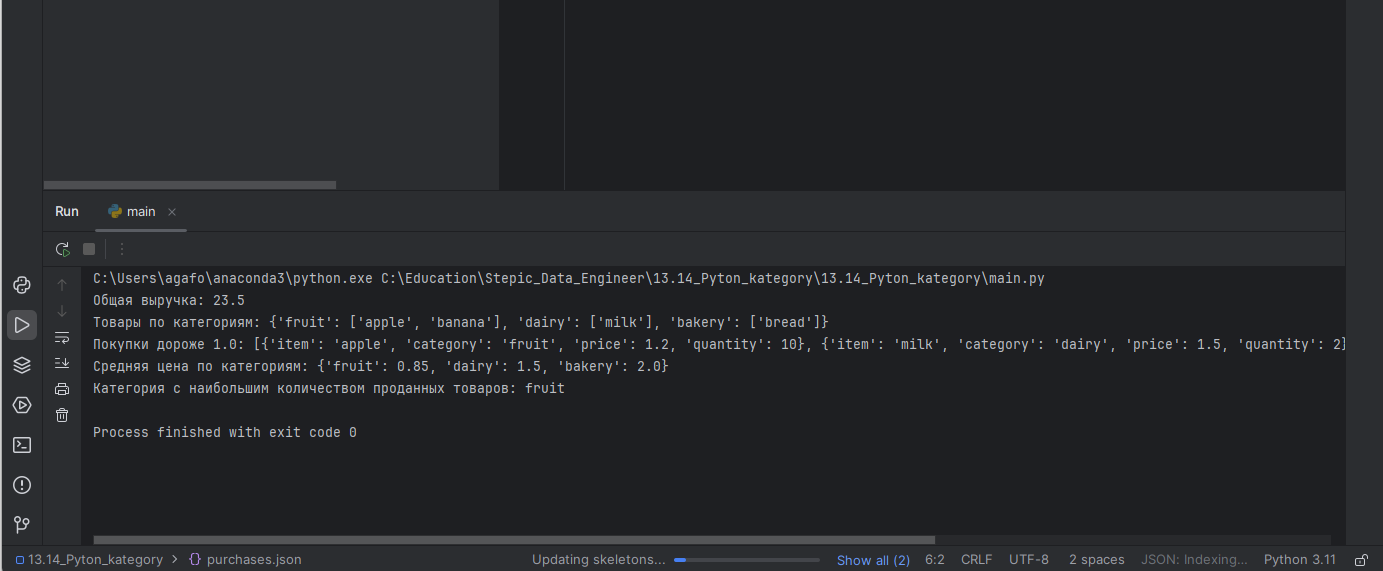 Run main
C:\Users\agafo\anaconda3\python.exe C:\Education\Stepic_Data_Engineer\13.14_Pyton_kategory\13.14_Pyton_kategory\main.py
Общая выручка: 23.5
Товары по категориям: {'fruit': ['apple', 'banana'], 'dairy': ['milk'], 'bakery': ['bread']}
Покупки дороже 1.0: [{'item': 'apple', 'category': 'fruit', 'price': 1.2, 'quantity': 10}, {'item': 'milk', 'category': 'dairy', 'price': 1.5, 'quantity': 2}
Средняя цена по категориям: {'fruit': 0.85, 'dairy': 1.5, 'bakery': 2.0}
Категория с наибольшим количеством проданных товаров: fruit
Process finished with exit code 0
13.14_Pyton_kategory > {} purchases.json Updating skeletons... Show all (2) 6:2 CRLF UTF-8 2 spaces JSON: Indexing... Python 3.11